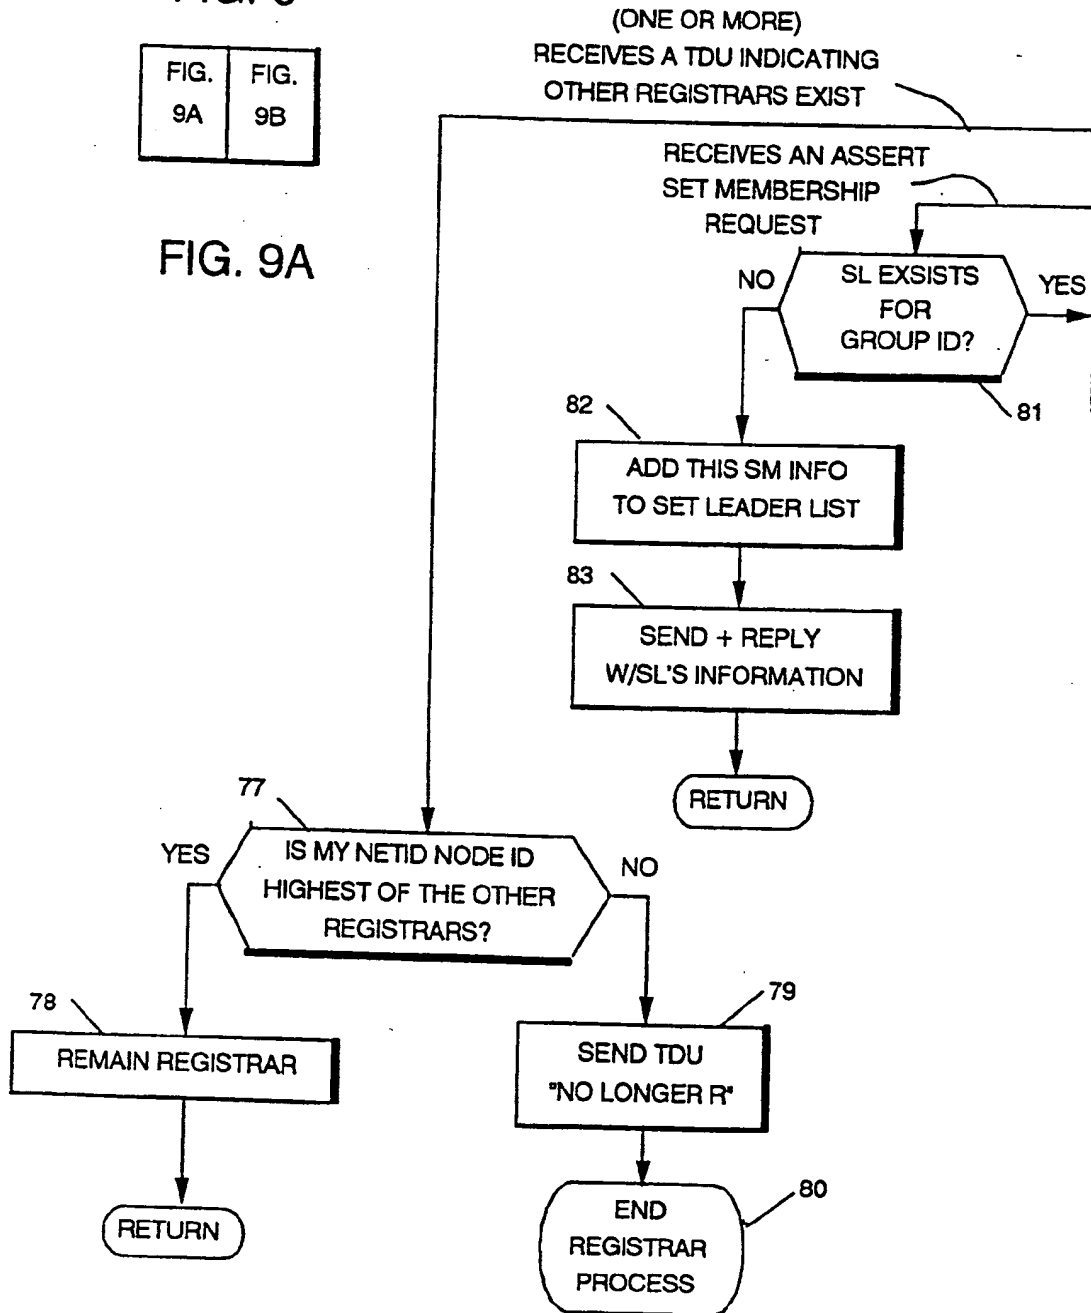 (ONE OR MORE)
RECEIVES A TDU INDICATING
OTHER REGISTRARS EXIST
FIG.
9A
FIG.
9B
FIG. 9A
RECEIVES AN ASSERT
SET MEMBERSHIP
REQUEST
NO
SL EXSISTS
FOR
GROUP ID?
YES
81
82
ADD THIS SM INFO
TO SET LEADER LIST
83
SEND + REPLY
W/SL'S INFORMATION
RETURN
77
YES
IS MY NETID NODE ID
HIGHEST OF THE OTHER
REGISTRARS?
NO
78
REMAIN REGISTRAR
RETURN
79
SEND TDU
"NO LONGER R"
80
END
REGISTRAR
PROCESS